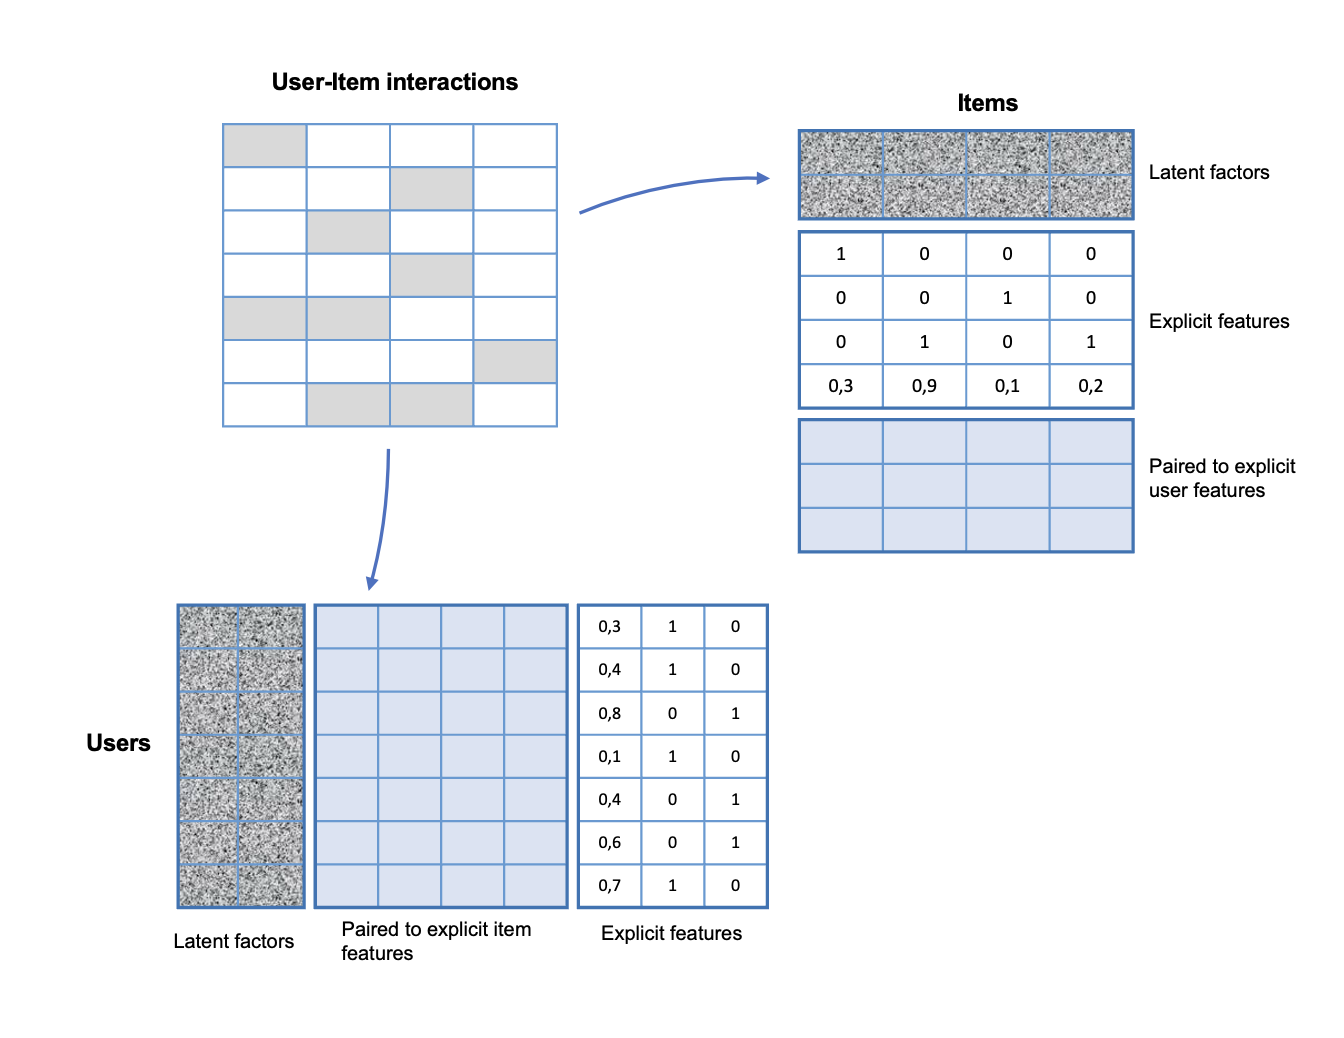 User-Item interactions
Items
Latent factors
1 0 0 0
0 0 1 0
0 1 0 1
0,3 0,9 0,1 0,2
Explicit features
Paired to explicit
user features
Users
0,3 1 0
0,4 1 0
0,8 0 1
0,1 1 0
0,4 0 1
0,6 0 1
0,7 1 0
Latent factors
Paired to explicit item
features
Explicit features